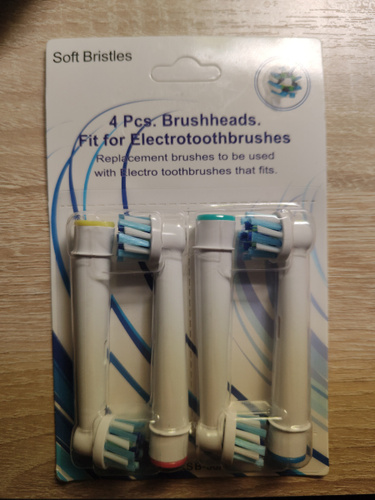 Soft Bristles
4 Pcs. Brushheads.
Fit for Electrotoothbrushes
Replacement brushes to be used
with Electro toothbrushes that fits.